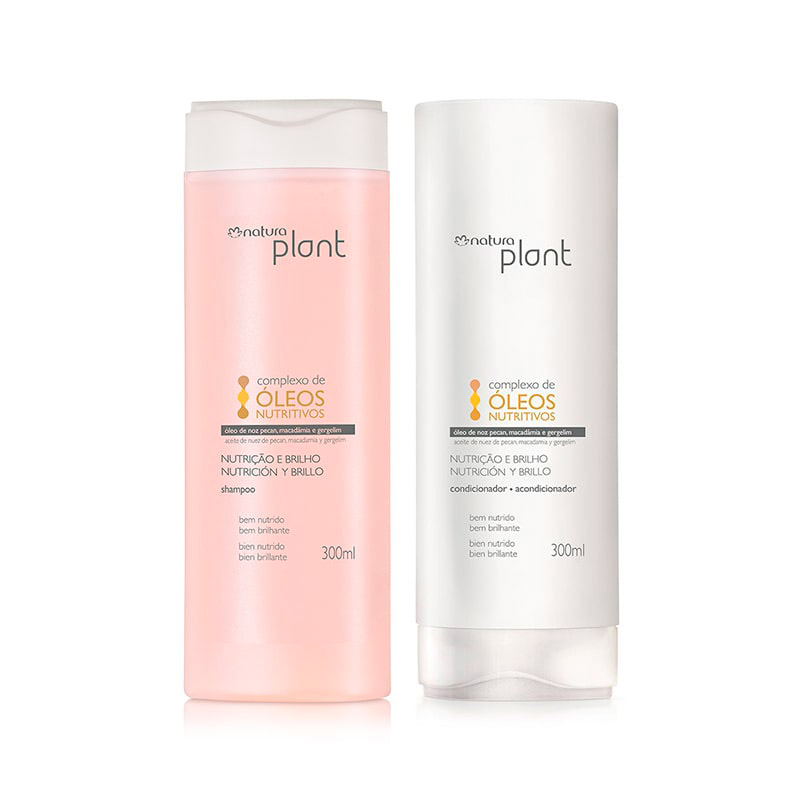 natura
plant
complexo de
ÓLEOS
NUTRITIVOS
óleo de noz pecan, macadâmia e gergelim
aceite de nuez de pecan, macadamia y gergelim
NUTRIÇÃO E BRILHO
NUTRICIÓN Y BRILLO
shampoo
bem nutrido
bem brilhante
bien nutrido
bien brillante
300ml
natura
plant
complexo de
ÓLEOS
NUTRITIVOS
óleo de noz pecan, macadâmia e gergelim
aceite de nuez de pecan, macadamia y gergelim
NUTRIÇÃO E BRILHO
NUTRICIÓN Y BRILLO
condicionador • acondicionador
bem nutrido
bem brilhante
bien nutrido
bien brillante
300ml